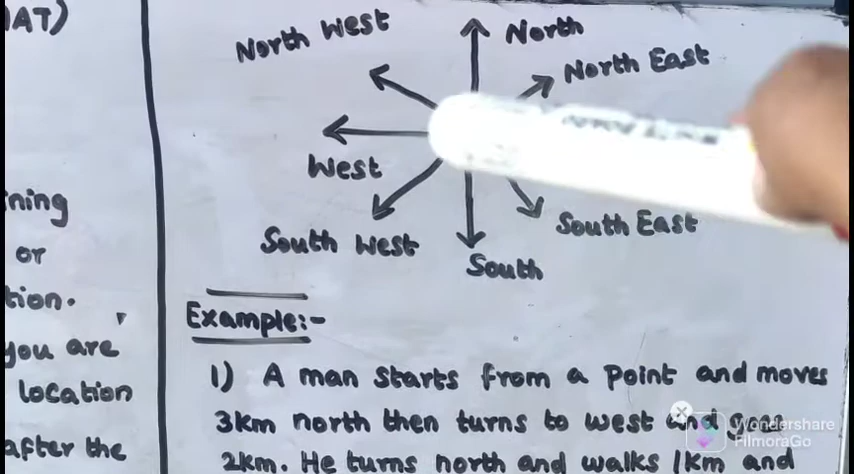 AT)
North West
North
North East
West
South West
South East
South
ning
or
tion.
you are
location
after the
Example:-
1) A man starts from a point and moves
3km north then turns to west and goes
2km. He turns north and walks 1km and
Wondershare
FilmoraGo